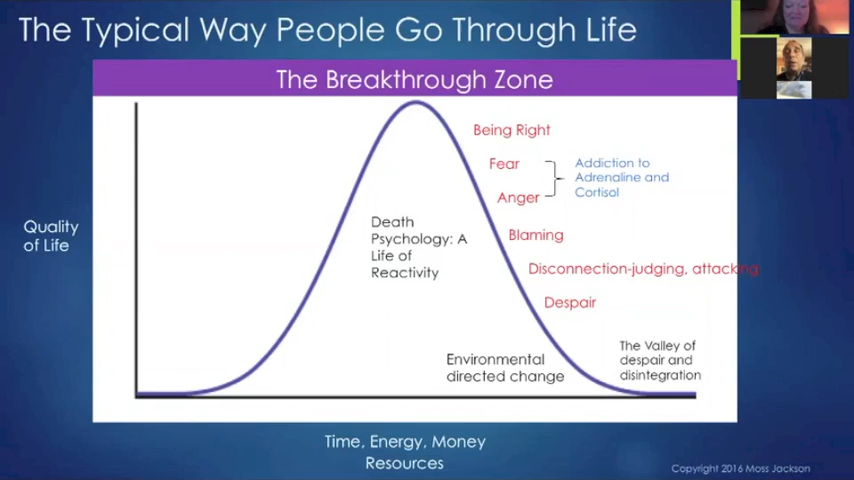 The Typical Way People Go Through Life
The Breakthrough Zone
Being Right
Fear
Addiction to
Adrenaline and
Cortisol
Anger
Quality
of Life
Death
Psychology: A
Life of
Reactivity
Blaming
Disconnection-judging, attacking
Despair
Environmental
directed change
The Valley of
despair and
disintegration
Time, Energy, Money
Resources
Copyright 2016 Moss Jackson